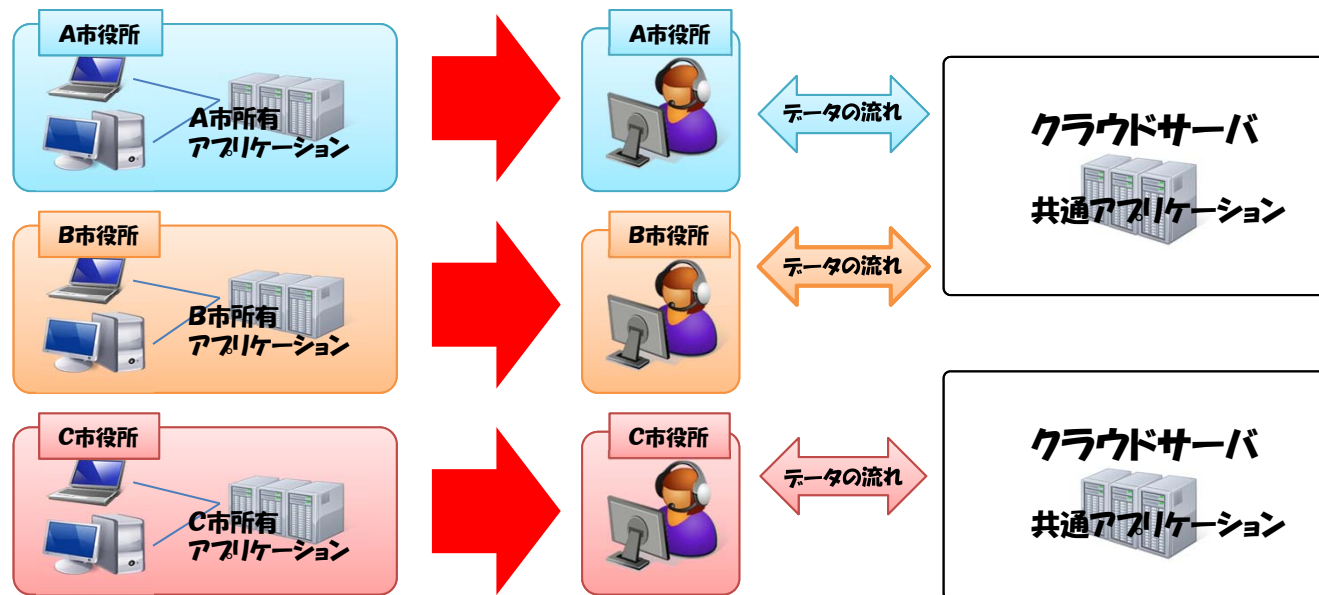 A市役所
A市所有
アプリケーション
A市役所
データの流れ
クラウドサーバ
共通アプリケーション
B市役所
B市所有
アプリケーション
B市役所
データの流れ
C市役所
C市所有
アプリケーション
C市役所
データの流れ
クラウドサーバ
共通アプリケーション